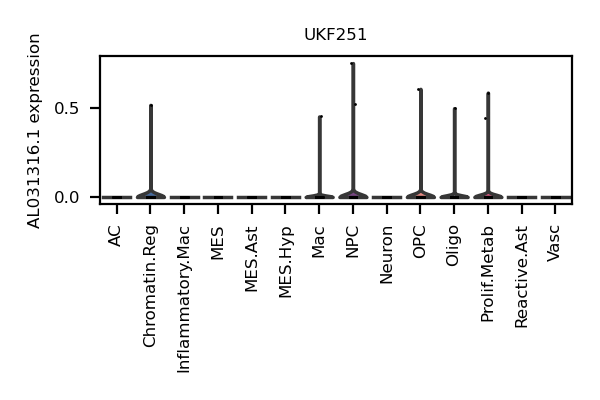 UKF251
AL031316.1 expression
0.5
0.0
AC
Chromatin.Reg
Inflammatory.Mac
MES
MES.Ast
MES.Hyp
Mac
NPC
Neuron
OPC
Oligo
Prolif.Metab
Reactive.Ast
Vasc